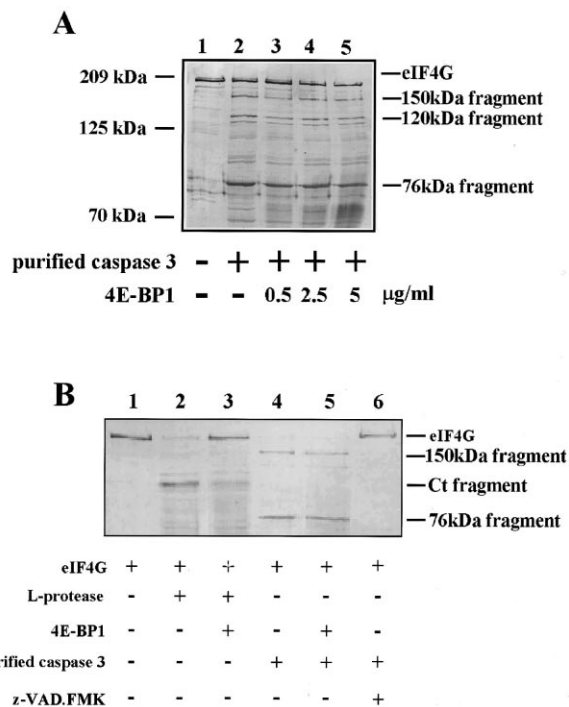 A
1 2 3 4 5
209 kDa
eIF4G
150kDa fragment
120kDa fragment
125 kDa
76kDa fragment
70 kDa
purified caspase 3 - + + + +
4E-BP1 - - 0.5 2.5 5 µg/ml
B
1 2 3 4 5 6
eIF4G
150kDa fragment
Ct fragment
76kDa fragment
eIF4G + + + + + +
L-protease - + + - - -
4E-BP1 - - + - + -
rified caspase 3 - - - + + +
z-VAD.FMK - - - - - +